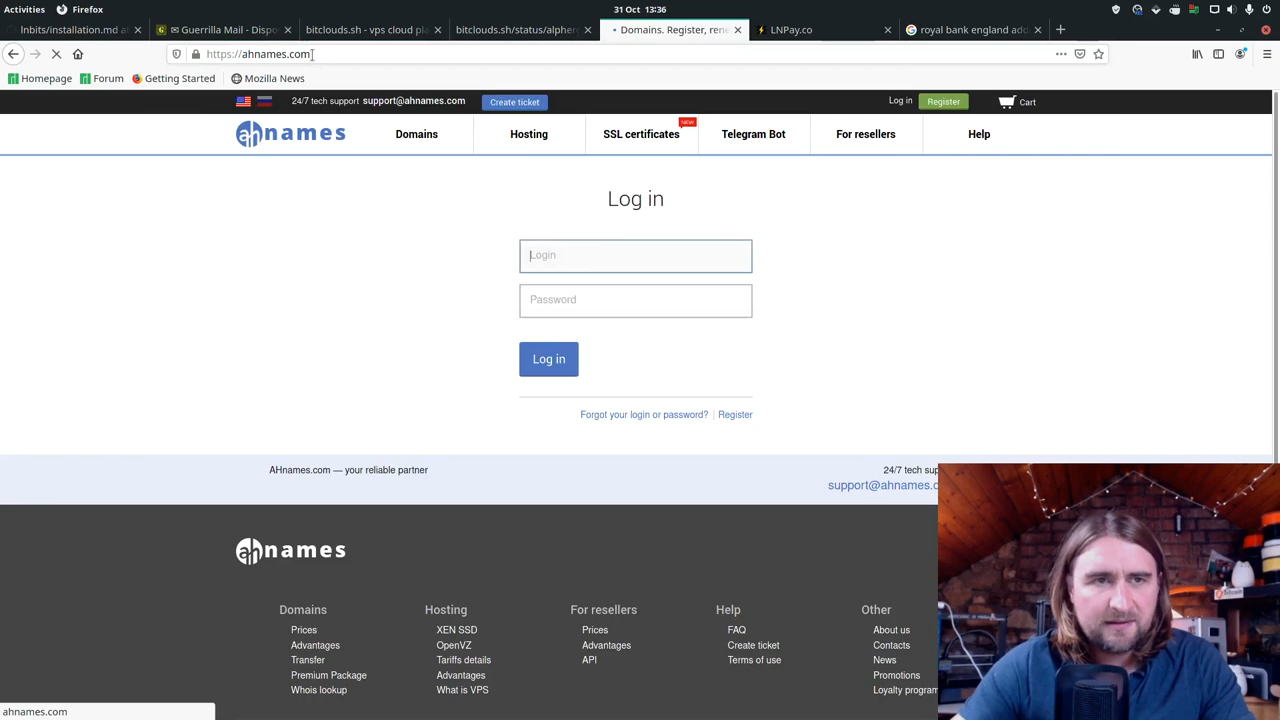 Activities Firefox 31 Oct 13:36
lnbits/installation.md at Guerrilla Mail - Dispo bitclouds.sh - vps cloud pla bitclouds.sh/status/alpher Domains. Register, rene LNPay.co royal bank england add
https://ahnames.com
Homepage Forum Getting Started Mozilla News
24/7 tech support support@ahnames.com Create ticket Log in Register Cart
ahnames Domains Hosting SSL certificates NEW Telegram Bot For resellers Help
Log in
Login
Password
Log in
Forgot your login or password? | Register
AHnames.com — your reliable partner 24/7 tech sup
support@ahnames.c
ahnames
Domains Hosting For resellers Help Other
Prices XEN SSD Prices FAQ About us
Advantages OpenVZ Advantages Create ticket Contacts
Transfer Tariffs details API Terms of use News
Premium Package Advantages Promotions
Whois lookup What is VPS Loyalty program
ahnames.com